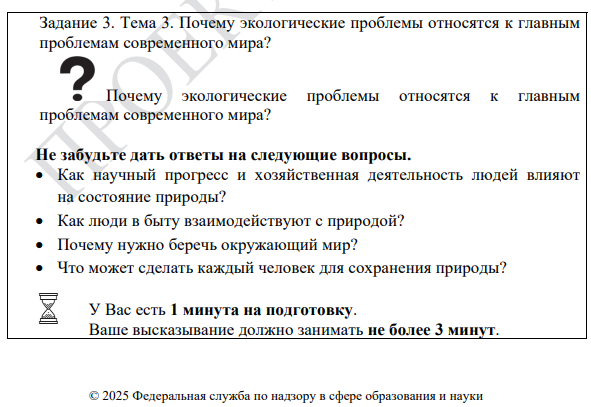 Задание 3. Тема 3. Почему экологические проблемы относятся к главным
проблемам современного мира?
?
Почему экологические проблемы относятся к главным
проблемам современного мира?
Не забудьте дать ответы на следующие вопросы.
• Как научный прогресс и хозяйственная деятельность людей влияют
на состояние природы?
• Как люди в быту взаимодействуют с природой?
• Почему нужно беречь окружающий мир?
• Что может сделать каждый человек для сохранения природы?
У Вас есть 1 минута на подготовку.
Ваше высказывание должно занимать не более 3 минут.
© 2025 Федеральная служба по надзору в сфере образования и науки
ПРОЕК